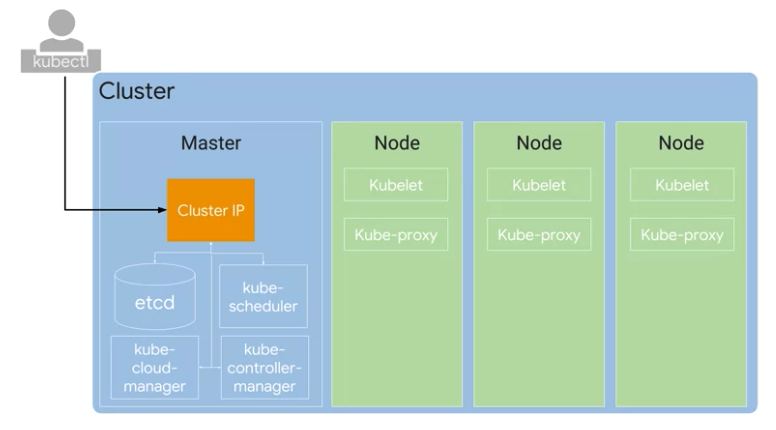 kubectl
Cluster
Master
Cluster IP
etcd
kube-
scheduler
kube-
cloud-
manager
kube-
controller-
manager
Node
Kubelet
Kube-proxy
Node
Kubelet
Kube-proxy
Node
Kubelet
Kube-proxy